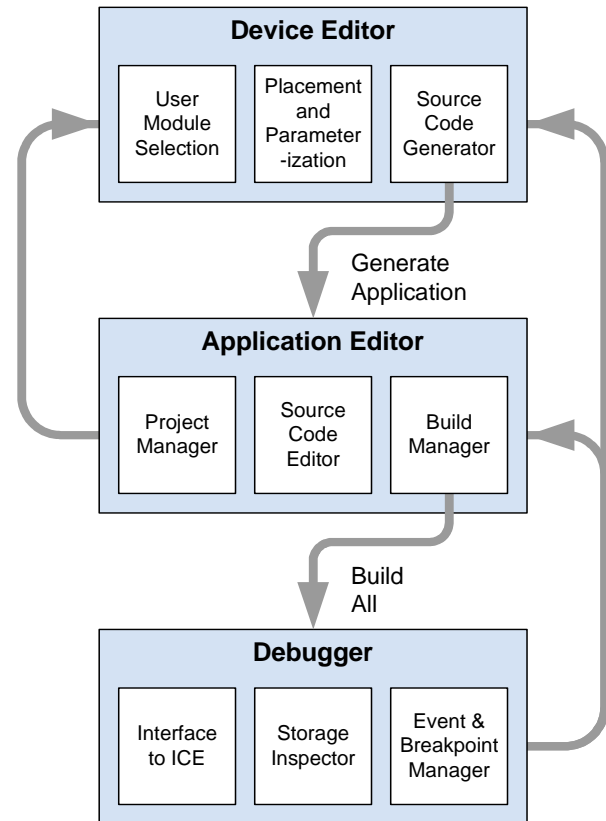 Device Editor
User
Module
Selection
Placement
and
Parameter
-ization
Source
Code
Generator
Generate
Application
Application Editor
Project
Manager
Source
Code
Editor
Build
Manager
Build
All
Debugger
Interface
to ICE
Storage
Inspector
Event &
Breakpoint
Manager